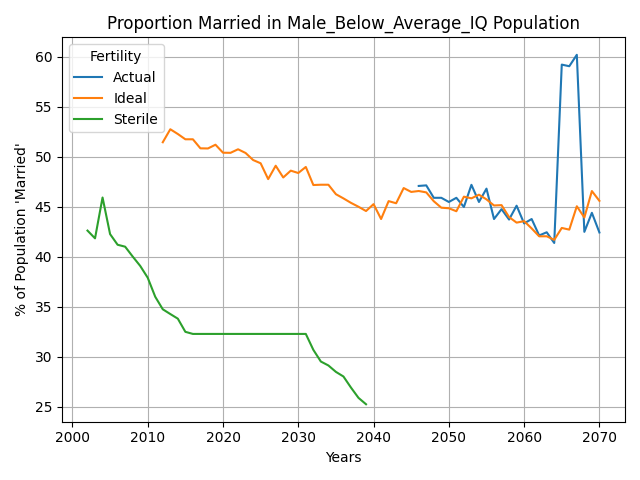 Proportion Married in Male_Below_Average_IQ Population
Fertility
Actual
Ideal
Sterile
% of Population 'Married'
60
55
50
45
40
35
30
25
2000
2010
2020
2030
2040
2050
2060
2070
Years